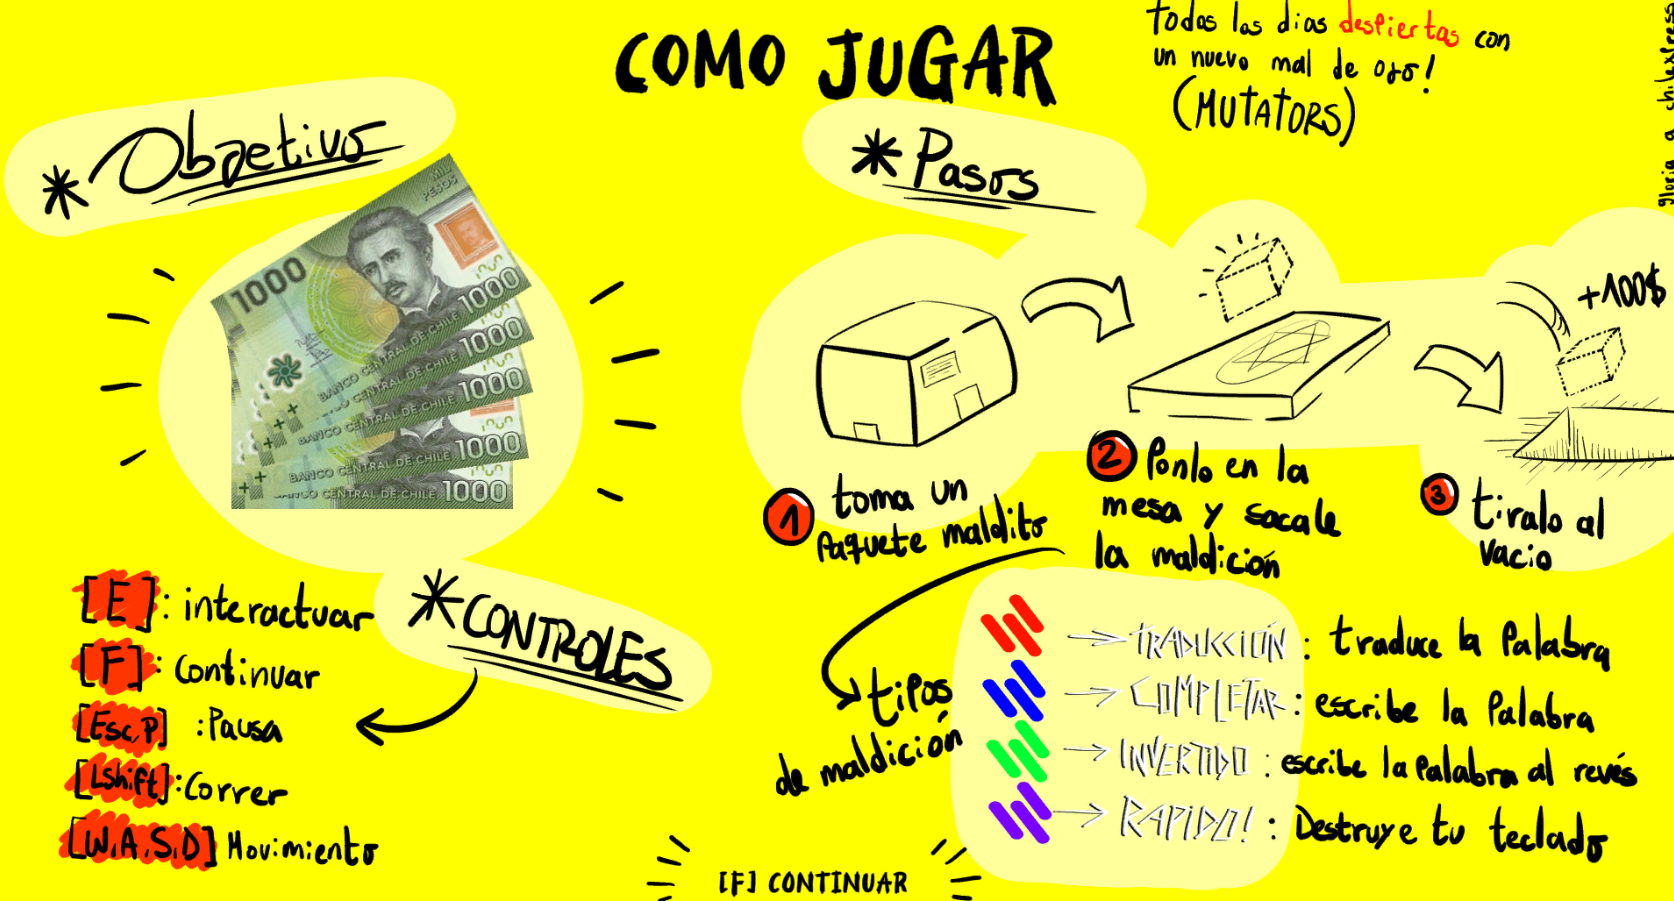 COMO JUGAR
todos los dias despiertas con
un nuevo mal de ojo!
(MUTATORS)
gloria a chilexpress
* Objetivo
MIL
PESOS
1000
1000
BANCO CENTRAL DE CHILE
1000
BANCO CENTRAL DE CHILE
1000
BANCO CENTRAL DE CHILE
1000
BANCO CENTRAL DE CHILE
1000
BANCO CENTRAL DE CHILE
* Pasos
+100$
1 toma un
paquete maldito
2 Ponlo en la
mesa y sacale
la maldición
3 tiralo al
vacio
* CONTROLES
[E]: interactuar
[F]: Continuar
[Esc,P] :Pausa
[Lshift]:Correr
[W,A,S,D] Movimiento
tipos
de maldición
TRADUCCIÓN : traduce la Palabra
COMPLETAR : escribe la Palabra
INVERTIDO : escribe la Palabra al revés
RAPIDO! : Destruye tu teclado
[F] CONTINUAR